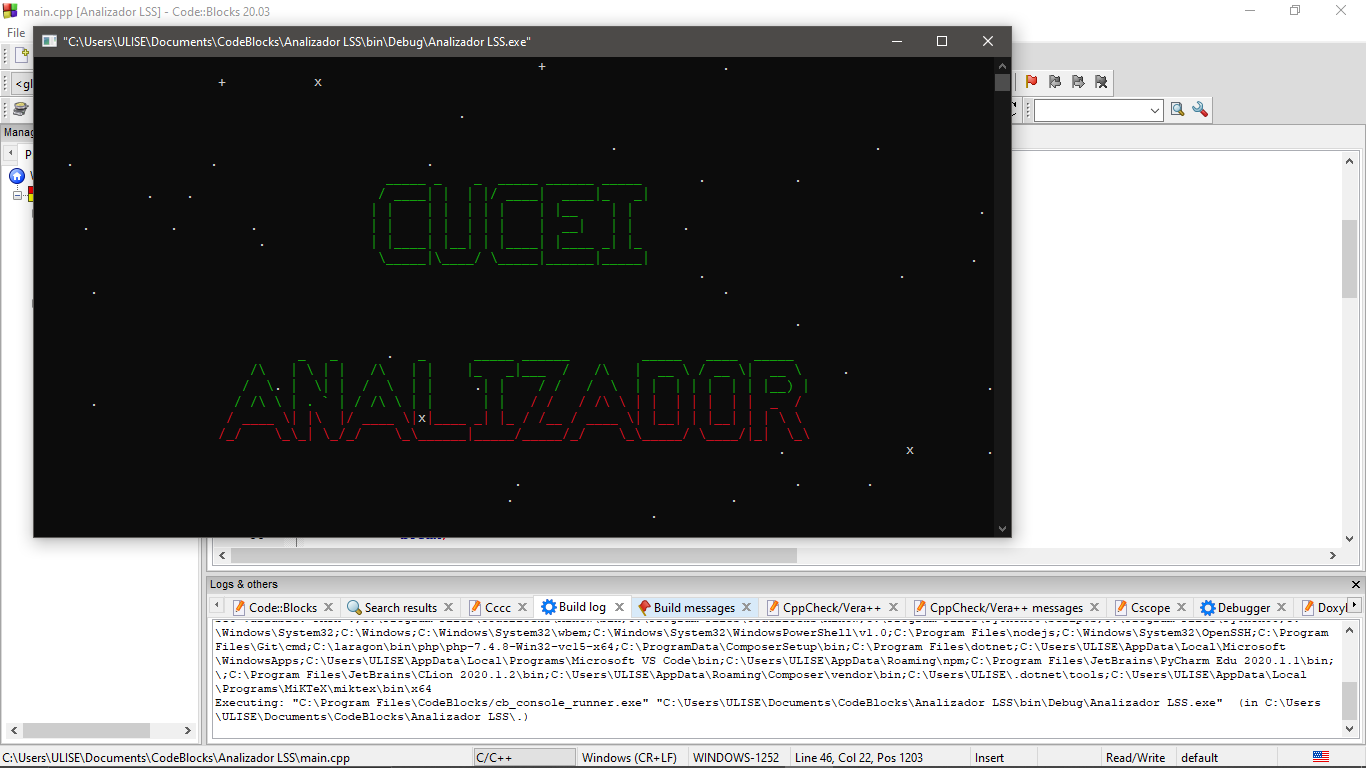 main.cpp [Analizador LSS] - Code::Blocks 20.03
File
"C:\Users\ULISE\Documents\CodeBlocks\Analizador LSS\bin\Debug\Analizador LSS.exe"
<gl
Manag
P
CUCEI
ANALIZADOR
Logs & others
Code::Blocks Search results Cccc Build log Build messages CppCheck/Vera++ CppCheck/Vera++ messages Cscope Debugger Doxyl
\Windows\System32;C:\Windows;C:\Windows\System32\wbem;C:\Windows\System32\WindowsPowerShell\v1.0;C:\Program Files\nodejs;C:\Windows\System32\OpenSSH;C:\Program
Files\Git\cmd;C:\laragon\bin\php\php-7.4.8-Win32-vc15-x64;C:\ProgramData\ComposerSetup\bin;C:\Program Files\dotnet;C:\Users\ULISE\AppData\Local\Microsoft
\WindowsApps;C:\Users\ULISE\AppData\Local\Programs\Microsoft VS Code\bin;C:\Users\ULISE\AppData\Roaming\npm;C:\Program Files\JetBrains\PyCharm Edu 2020.1.1\bin;
\;C:\Program Files\JetBrains\CLion 2020.1.2\bin;C:\Users\ULISE\AppData\Roaming\Composer\vendor\bin;C:\Users\ULISE\.dotnet\tools;C:\Users\ULISE\AppData\Local
\Programs\MiKTeX\miktex\bin\x64
Executing: "C:\Program Files\CodeBlocks/cb_console_runner.exe" "C:\Users\ULISE\Documents\CodeBlocks\Analizador LSS\bin\Debug\Analizador LSS.exe"  (in C:\Users
\ULISE\Documents\CodeBlocks\Analizador LSS\.)
C:\Users\ULISE\Documents\CodeBlocks\Analizador LSS\main.cpp C/C++ Windows (CR+LF) WINDOWS-1252 Line 46, Col 22, Pos 1203 Insert Read/Write default